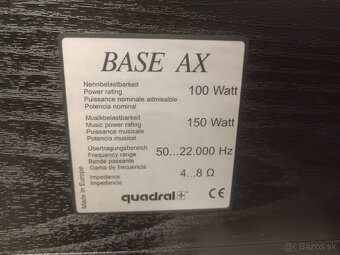 BASE AX
Nennbelastbarkeit
Power rating 100 Watt
Puissance nominale admissible
Potencia nominal
Musikbelastbarkeit
Music power rating 150 Watt
Puissance musicale
Potencia musical
Übertragungsbereich
Frequency range 50...22.000 Hz
Bande passante
Gama de frecuencia
Impedanz
Impedance 4...8 Ω
Made in Europe
quadral CE
© Bazos.sk